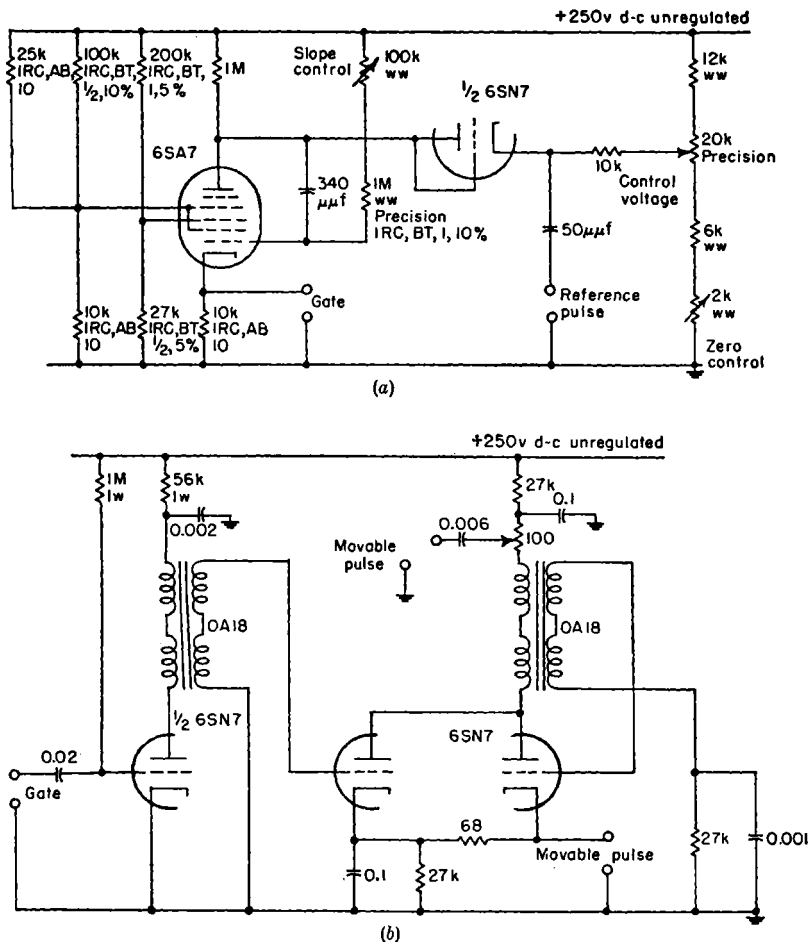 +250v d-c unregulated
25k
IRC,AB,
10
100k
IRC,BT,
½,10%
200k
IRC,BT,
1,5%
1M
Slope
control
100k
ww
½ 6SN7
12k
ww
6SA7
20k
Precision
10k
Control
voltage
340
μμf
1M
ww
Precision
IRC,BT,1,10%
50μμf
6k
ww
10k
IRC,AB
10
27k
IRC,BT
½,5%
10k
IRC,AB
10
Gate
Reference
pulse
2k
ww
Zero
control
(a)
+250v d-c unregulated
1M
1w
56k
1w
27k
0.002
0.006
0.1
100
Movable
pulse
OA18
OA18
½ 6SN7
6SN7
0.02
Gate
68
0.1
27k
Movable pulse
27k
0.001
(b)